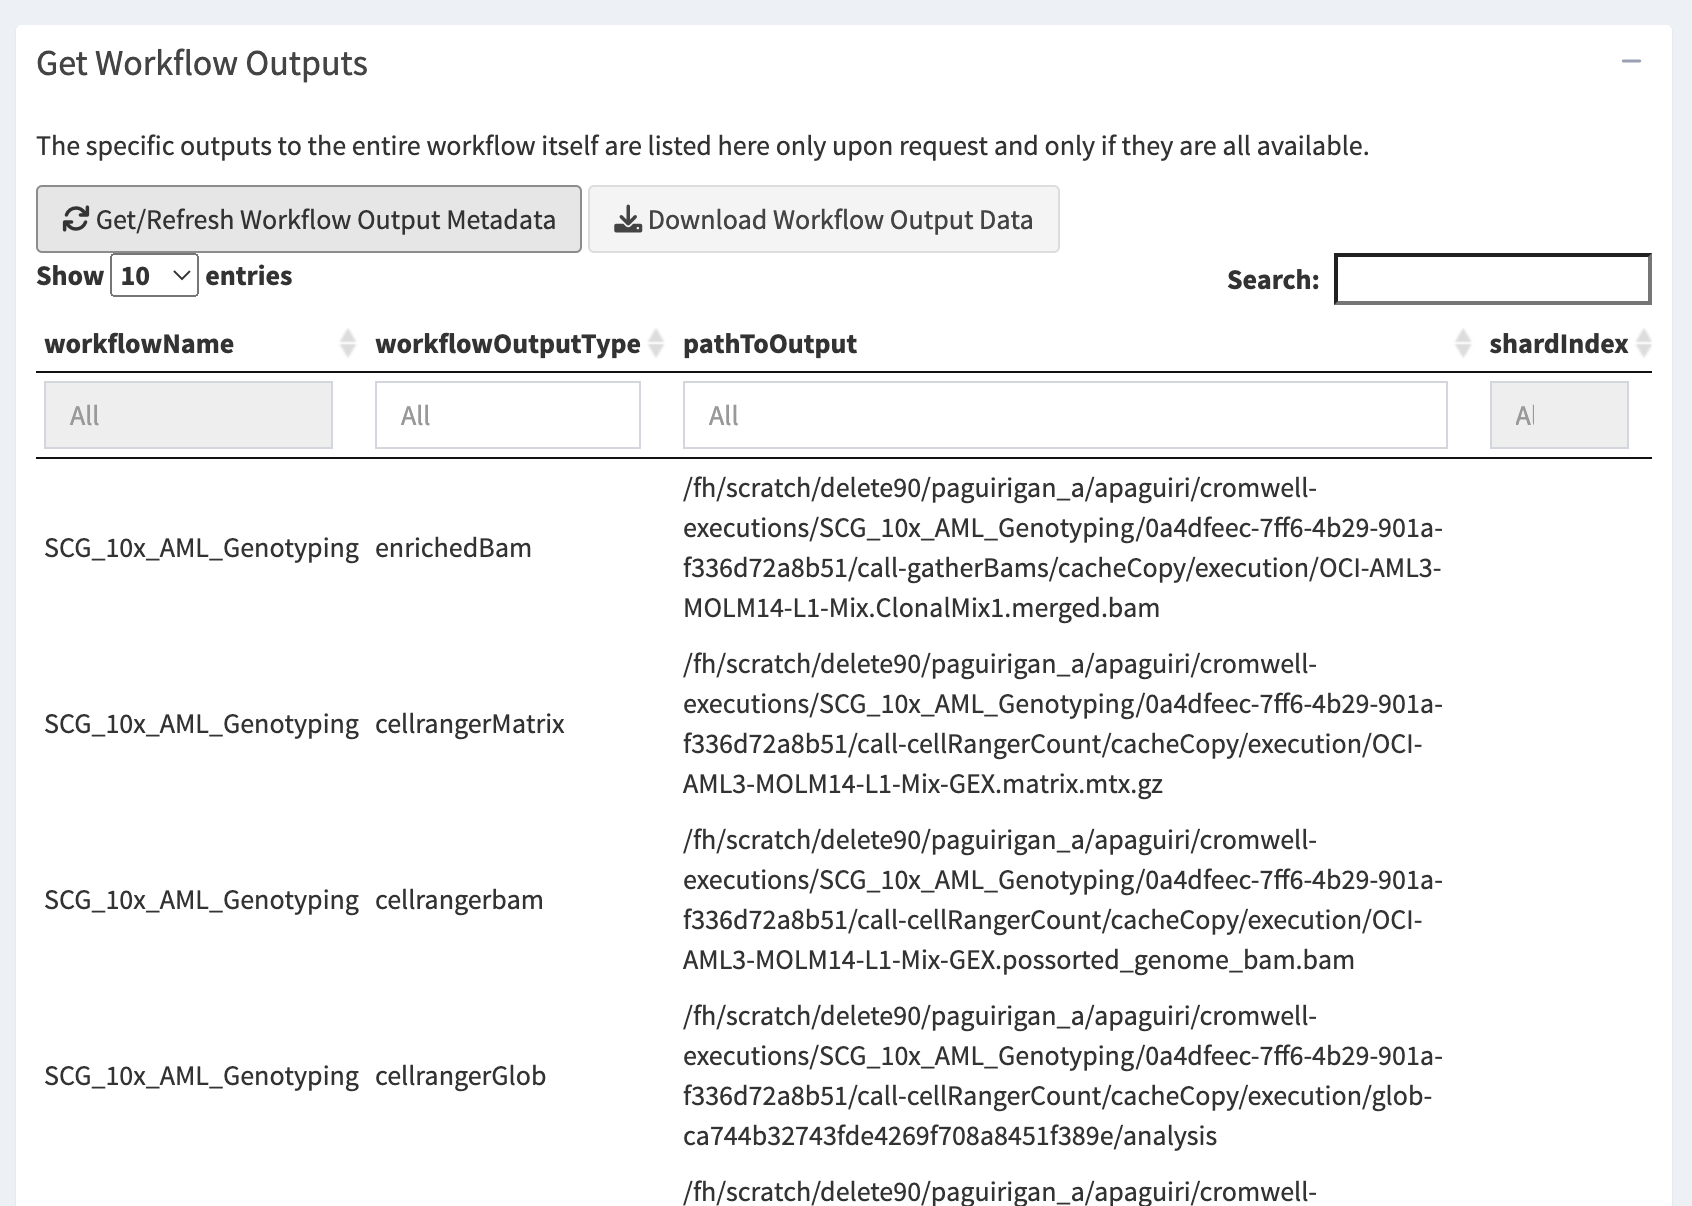 Get Workflow Outputs
The specific outputs to the entire workflow itself are listed here only upon request and only if they are all available.
Get/Refresh Workflow Output Metadata Download Workflow Output Data
Show 10 entries Search:
workflowName workflowOutputType pathToOutput shardIndex
All All All Al
/fh/scratch/delete90/paguirigan_a/apaguiri/cromwell-
executions/SCG_10x_AML_Genotyping/0a4dfeec-7ff6-4b29-901a-
SCG_10x_AML_Genotyping enrichedBam
f336d72a8b51/call-gatherBams/cacheCopy/execution/OCI-AML3-
MOLM14-L1-Mix.ClonalMix1.merged.bam
/fh/scratch/delete90/paguirigan_a/apaguiri/cromwell-
executions/SCG_10x_AML_Genotyping/0a4dfeec-7ff6-4b29-901a-
SCG_10x_AML_Genotyping cellrangerMatrix
f336d72a8b51/call-cellRangerCount/cacheCopy/execution/OCI-
AML3-MOLM14-L1-Mix-GEX.matrix.mtx.gz
/fh/scratch/delete90/paguirigan_a/apaguiri/cromwell-
executions/SCG_10x_AML_Genotyping/0a4dfeec-7ff6-4b29-901a-
SCG_10x_AML_Genotyping cellrangerbam
f336d72a8b51/call-cellRangerCount/cacheCopy/execution/OCI-
AML3-MOLM14-L1-Mix-GEX.possorted_genome_bam.bam
/fh/scratch/delete90/paguirigan_a/apaguiri/cromwell-
executions/SCG_10x_AML_Genotyping/0a4dfeec-7ff6-4b29-901a-
SCG_10x_AML_Genotyping cellrangerGlob
f336d72a8b51/call-cellRangerCount/cacheCopy/execution/glob-
ca744b32743fde4269f708a8451f389e/analysis
/fh/scratch/delete90/paguirigan_a/apaguiri/cromwell-